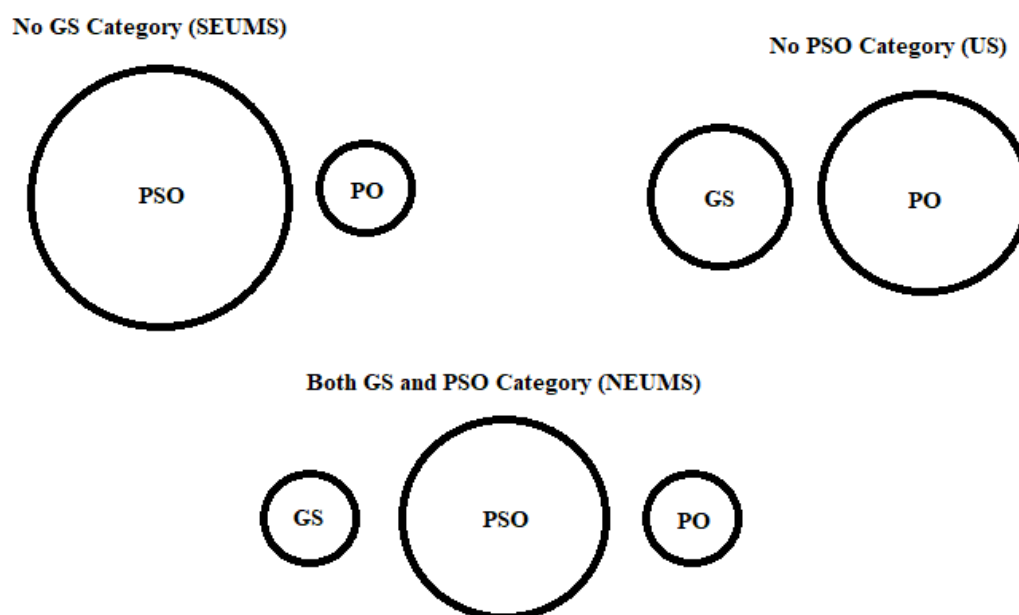 No GS Category (SEUMS)
No PSO Category (US)
PSO
PO
GS
PO
Both GS and PSO Category (NEUMS)
GS
PSO
PO